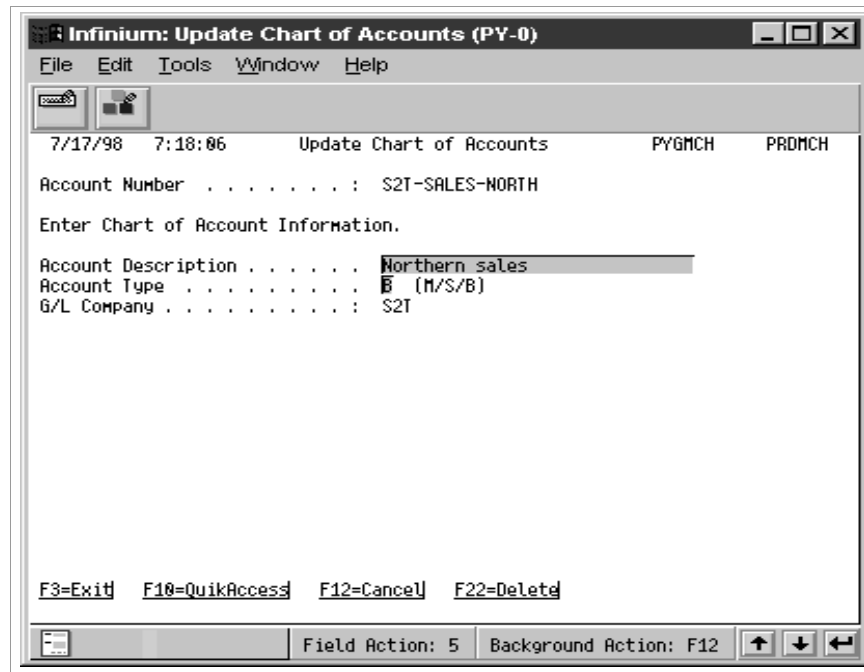 Infinium: Update Chart of Accounts (PY-0)
File Edit Tools Window Help
7/17/98 7:18:06 Update Chart of Accounts PYGMCH PRDMCH
Account Number . . . . . . . : S2T-SALES-NORTH
Enter Chart of Account Information.
Account Description . . . . . . Northern sales
Account Type . . . . . . . . . B (M/S/B)
G/L Company . . . . . . . . . : S2T
F3=Exit F10=QuikAccess F12=Cancel F22=Delete
Field Action: 5 Background Action: F12